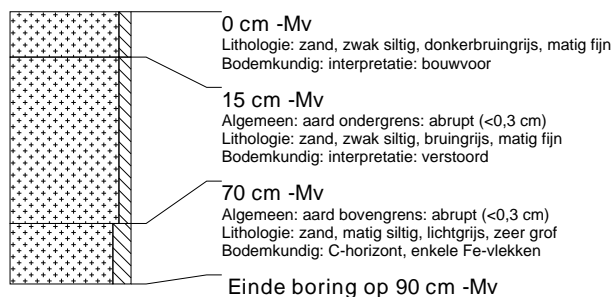 0 cm -Mv
Lithologie: zand, zwak siltig, donkerbruingrijs, matig fijn
Bodemkundig: interpretatie: bouwvoor
15 cm -Mv
Algemeen: aard ondergrens: abrupt (<0,3 cm)
Lithologie: zand, zwak siltig, bruingrijs, matig fijn
Bodemkundig: interpretatie: verstoord
70 cm -Mv
Algemeen: aard bovengrens: abrupt (<0,3 cm)
Lithologie: zand, matig siltig, lichtgrijs, zeer grof
Bodemkundig: C-horizont, enkele Fe-vlekken
Einde boring op 90 cm -Mv